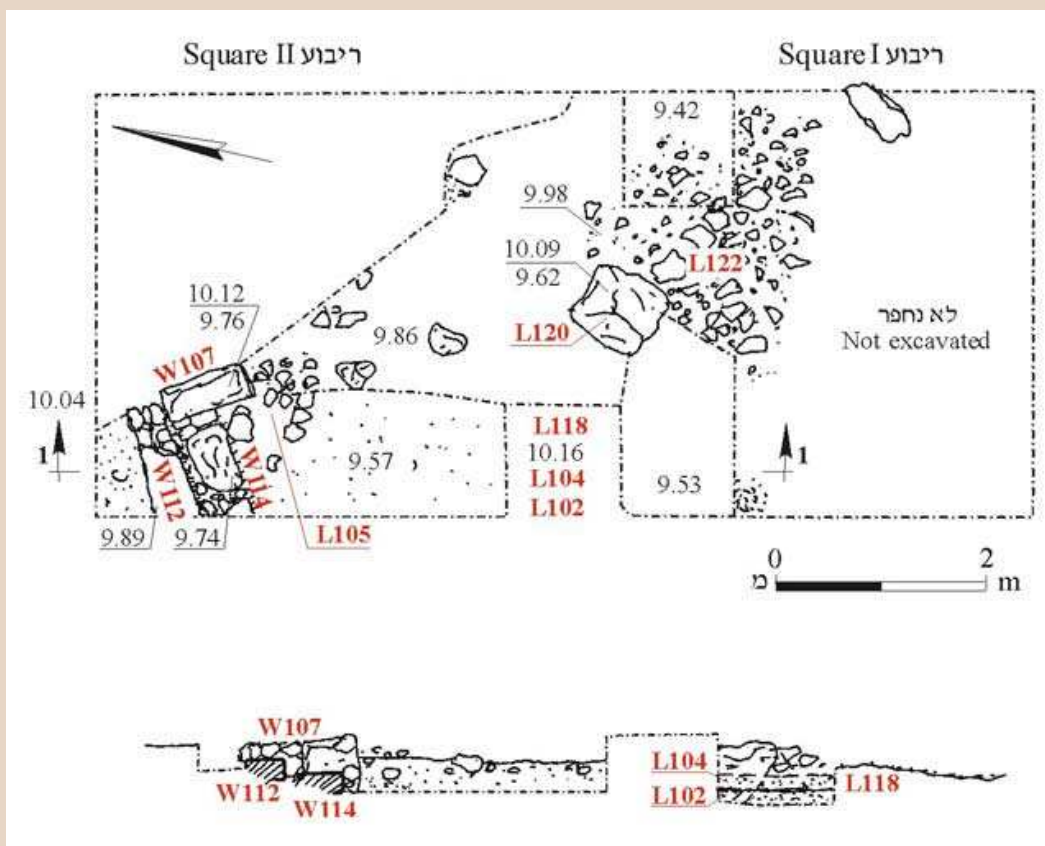 Square II ריבוע
Square I ריבוע
9.42
9.98
10.09
9.62
L122
L120
10.12
9.76
W107
9.86
לא נחפר
Not excavated
10.04
1
1
W112
W114
9.57
L118
10.16
L104
L102
9.53
9.89
9.74
L105
0
2
מ
m
W107
W112
W114
L104
L102
L118